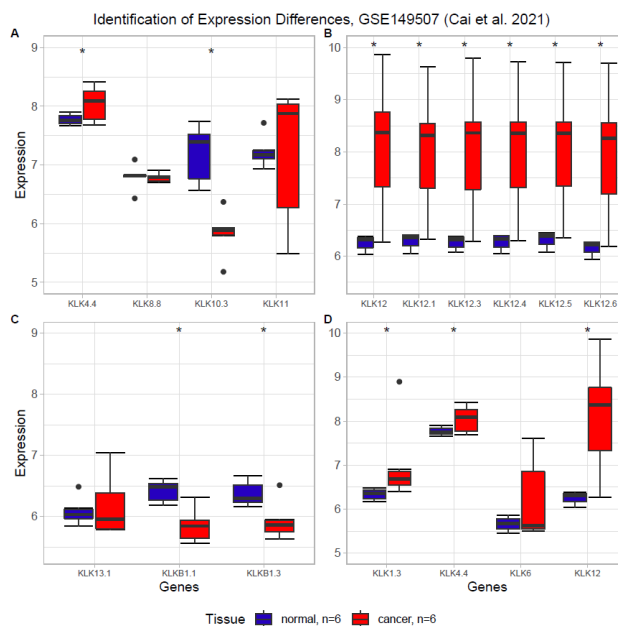 Identification of Expression Differences, GSE149507 (Cai et al. 2021)
A
B
* *
* * * * * *
Expression
9
8
7
6
5
10
9
8
7
6
KLK4.4 KLK8.8 KLK10.3 KLK11
KLK12 KLK12.1 KLK12.3 KLK12.4 KLK12.5 KLK12.6
C
D
* *
* * *
Expression
9
8
7
6
10
9
8
7
6
5
KLK13.1 KLKB1.1 KLKB1.3
KLK1.3 KLK4.4 KLK6 KLK12
Genes
Genes
Tissue normal, n=6 cancer, n=6